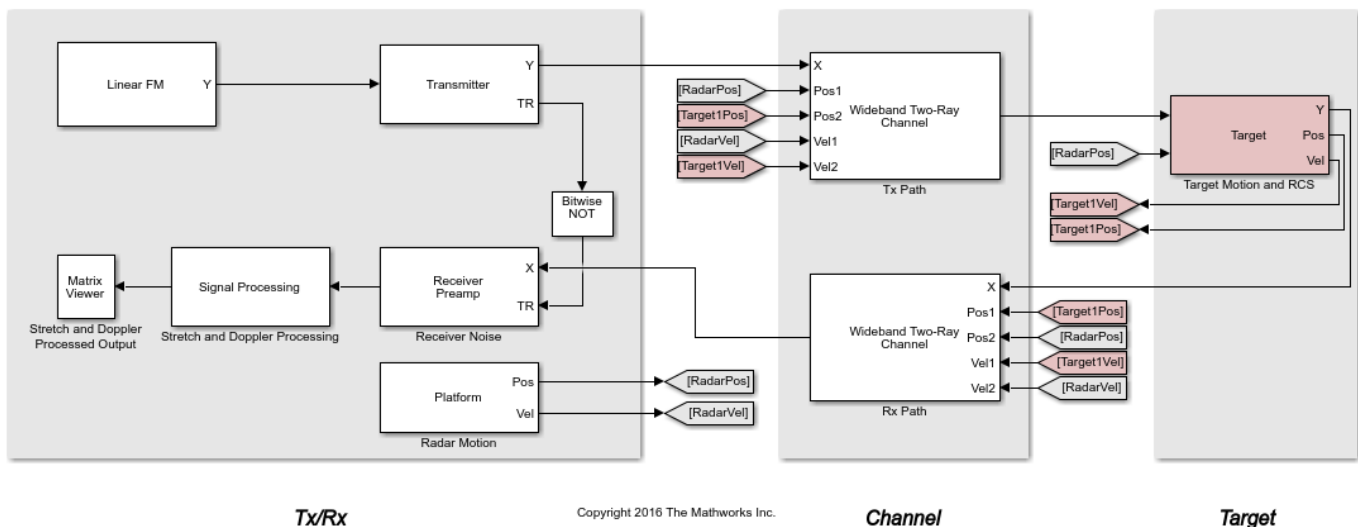 Linear FM
Y
Transmitter
Y
TR
Bitwise
NOT
Matrix
Viewer
Stretch and Doppler
Processed Output
Signal Processing
Stretch and Doppler Processing
Receiver
Preamp
X
TR
Receiver Noise
Platform
Pos
Vel
Radar Motion
[RadarPos]
[RadarVel]
[RadarPos]
[Target1Pos]
[RadarVel]
[Target1Vel]
X
Pos1
Pos2
Vel1
Vel2
Wideband Two-Ray
Channel
Tx Path
Wideband Two-Ray
Channel
X
Pos1
Pos2
Vel1
Vel2
Rx Path
[Target1Pos]
[RadarPos]
[Target1Vel]
[RadarVel]
[RadarPos]
Target
Y
Pos
Vel
Target Motion and RCS
[Target1Vel]
[Target1Pos]
Tx/Rx
Copyright 2016 The Mathworks Inc.
Channel
Target